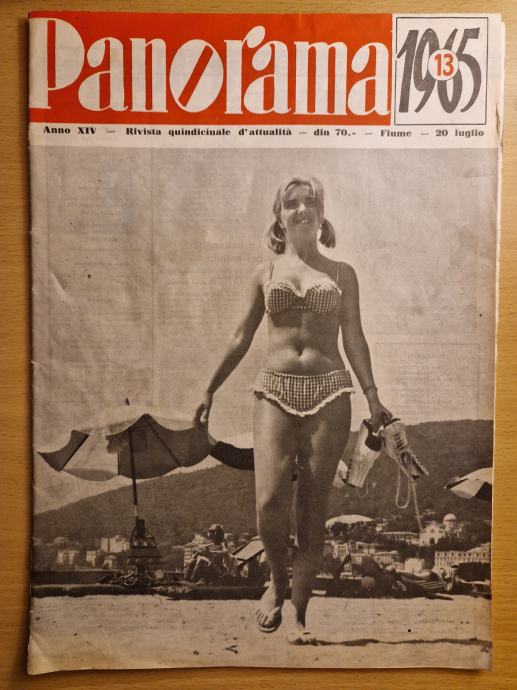 Panorama
1965
13
Anno XIV — Rivista quindicinale d'attualità — din 70.- — Fiume — 20 luglio